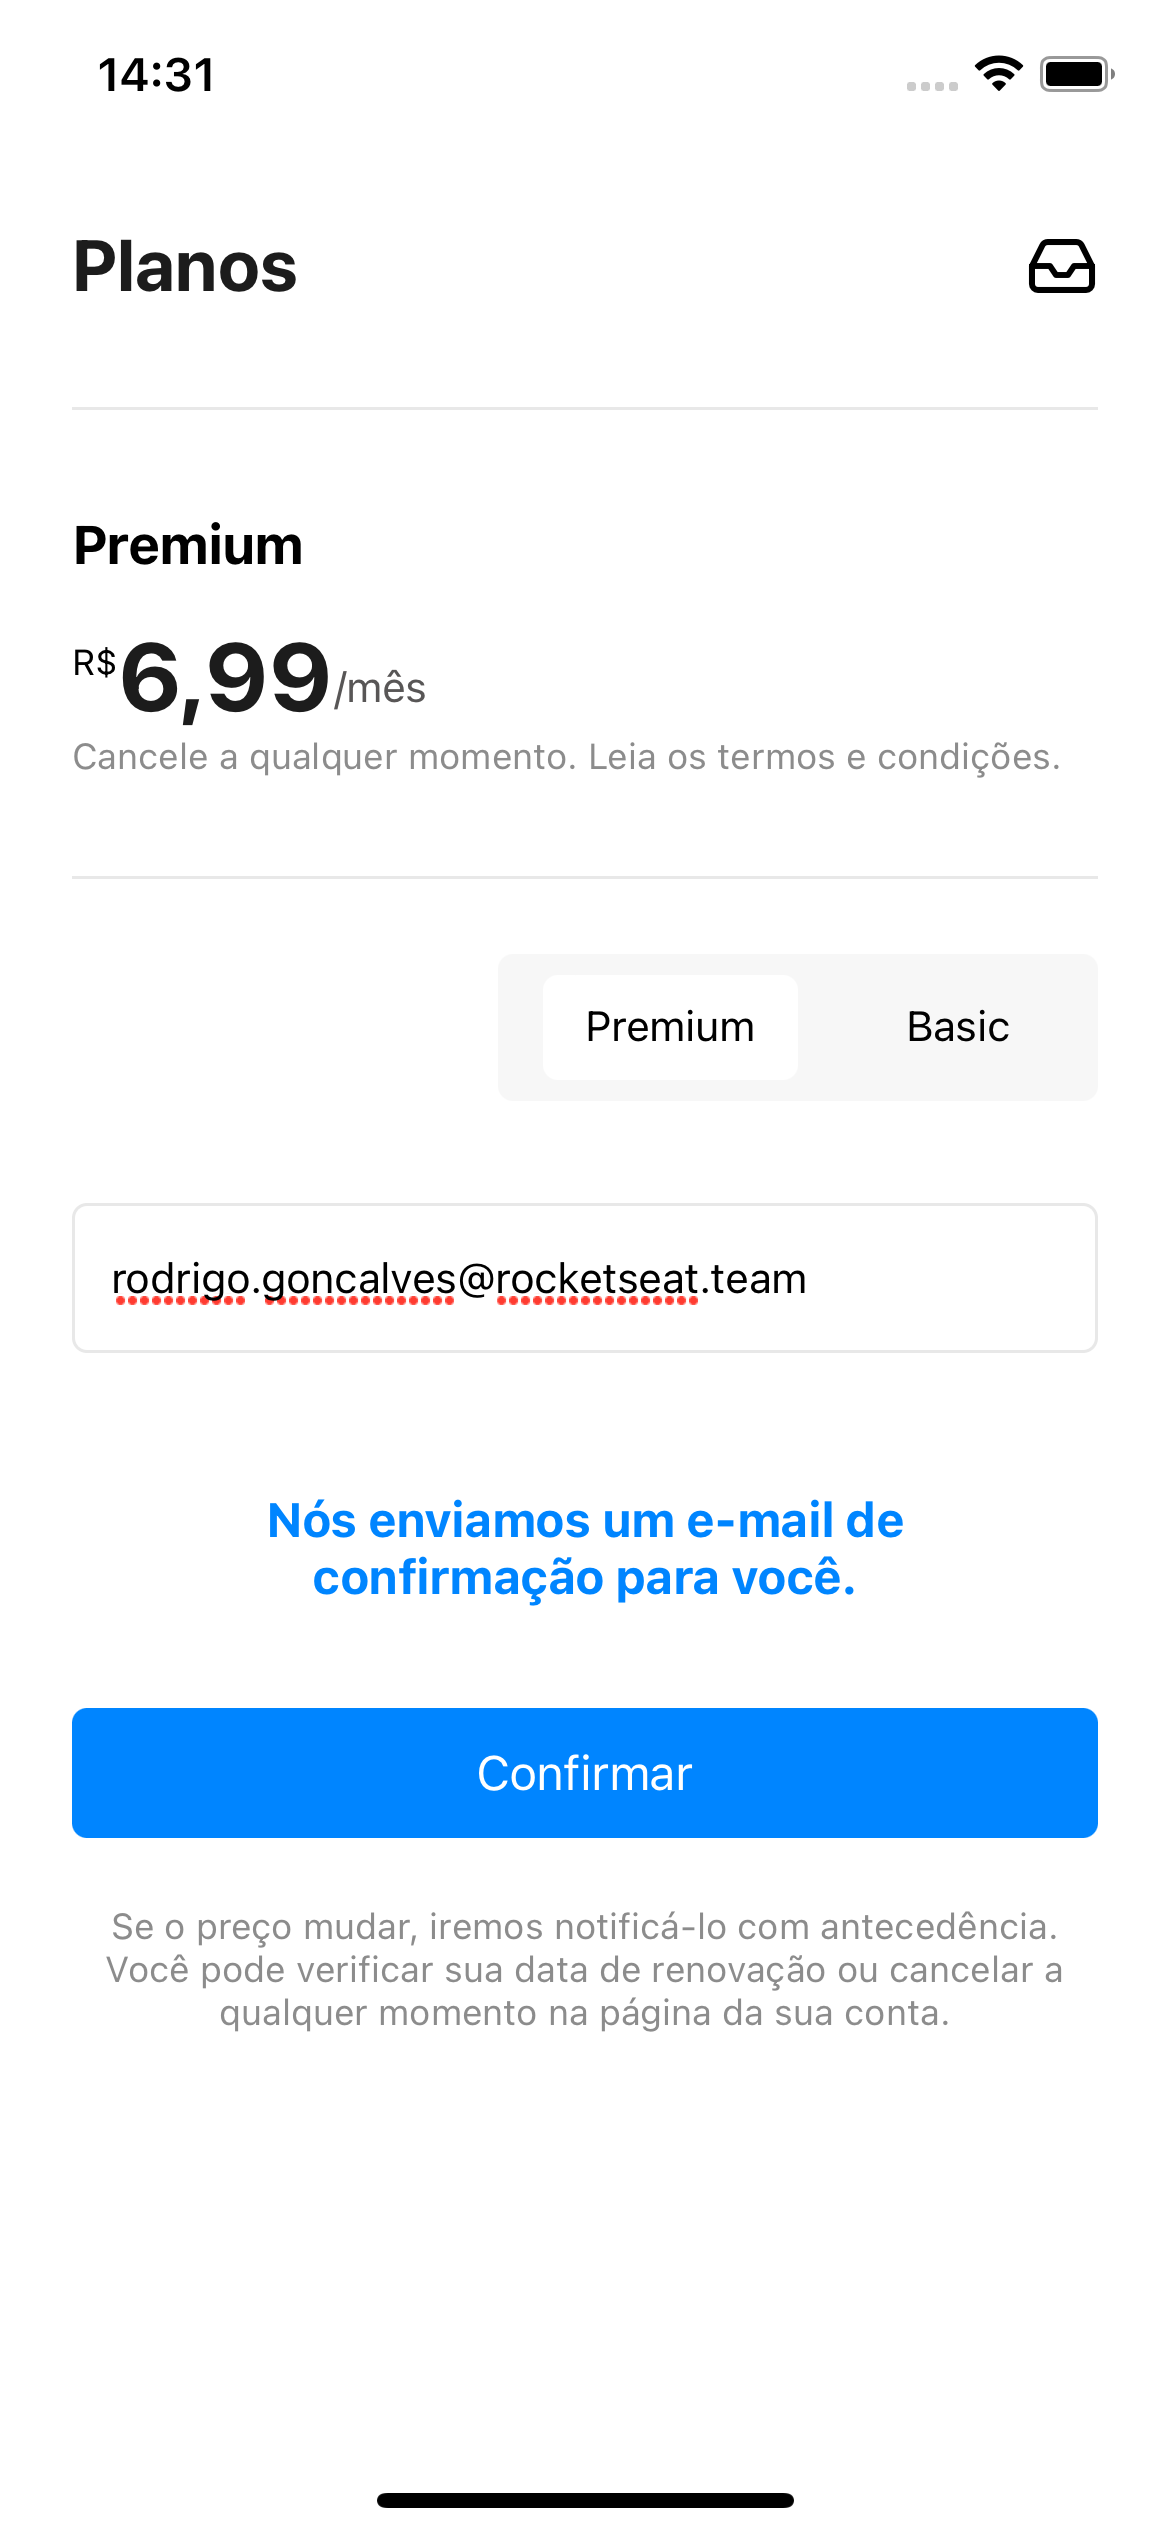 14:31
Planos
Premium
R$6,99/mês
Cancele a qualquer momento. Leia os termos e condições.
Premium Basic
rodrigo.goncalves@rocketseat.team
Nós enviamos um e-mail de
confirmação para você.
Confirmar
Se o preço mudar, iremos notificá-lo com antecedência.
Você pode verificar sua data de renovação ou cancelar a
qualquer momento na página da sua conta.